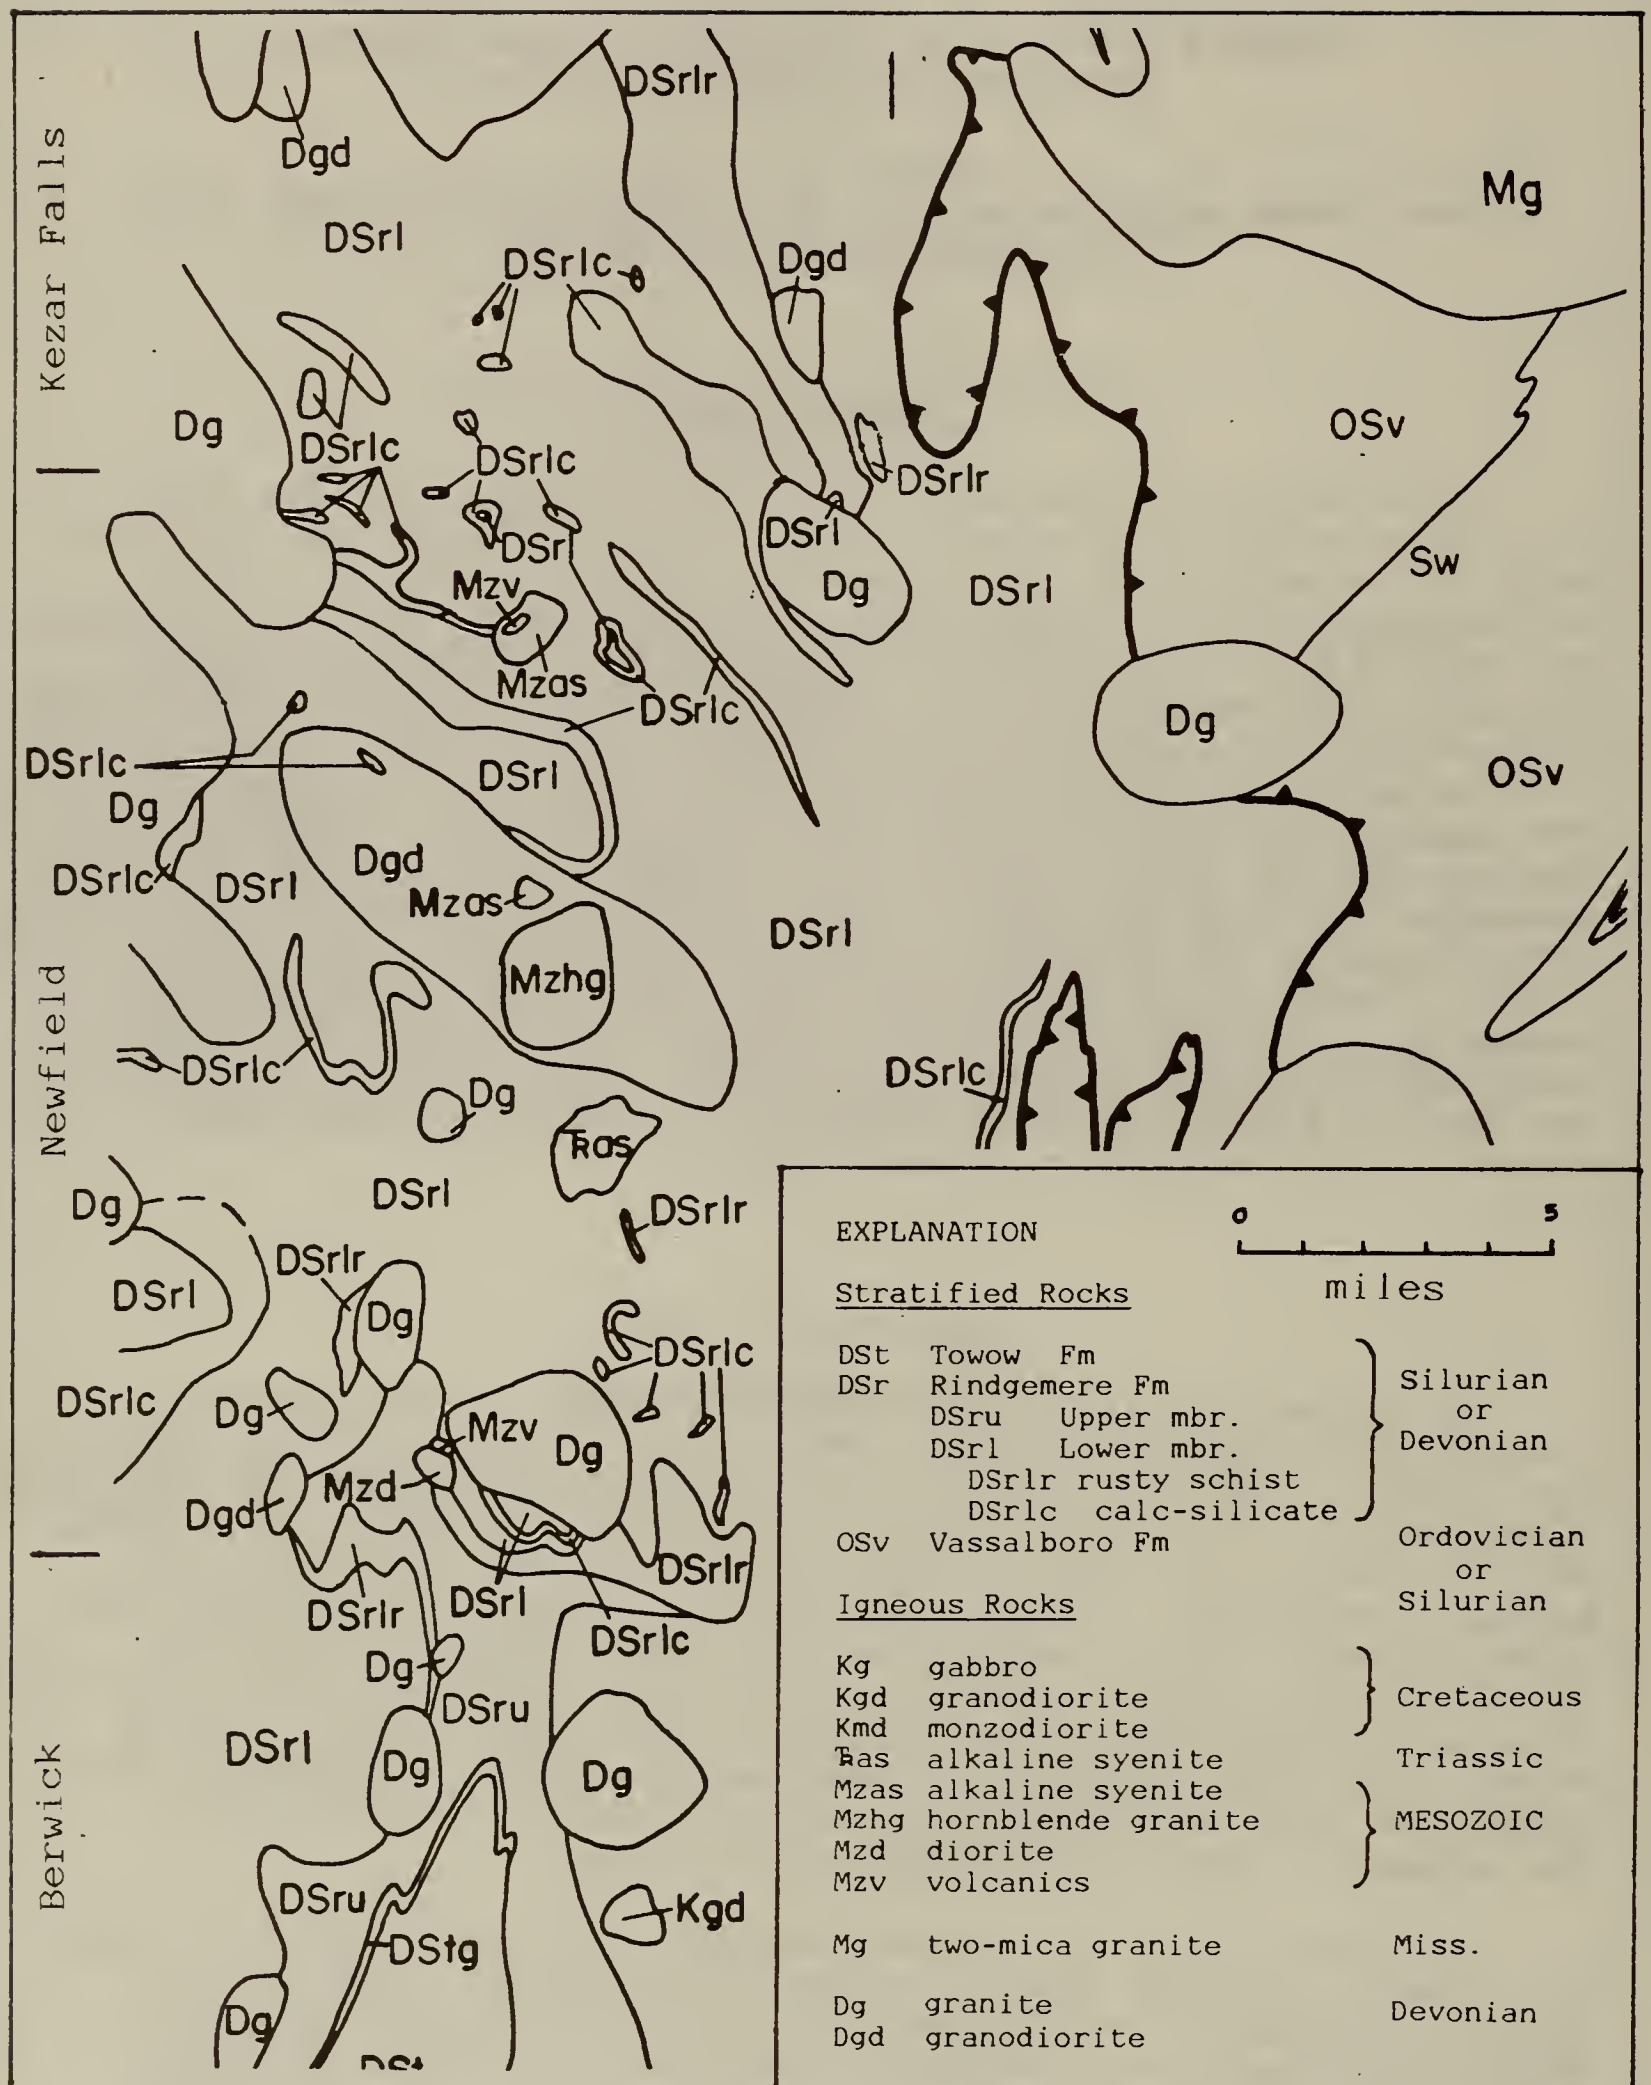 DSrlr
Kezar Falls
Dgd
Mg
DSrl
DSrlc
Dgd
Dg
DSrlc
DSrlc
DSrlr
OSv
DSrl
DSrl
Mzv
Dg
DSrl
Sw
Mzas
DSrlc
Dg
DSrlc
DSrl
OSv
Dg
DSrlc
DSrl
Dgd
Mzas
DSrl
Mzhg
Newfield
DSrlc
DSrlc
Dg
Tras
Dg
DSrl
DSrlr
DSrlr
DSrl
Dg
DSrlc
DSrlc
Dg
Mzv
Dg
Mzd
Dgd
DSrlr
DSrlr
DSrl
DSrlc
Dg
DSru
DSrl
Berwick
Dg
Dg
DSru
Kgd
DStg
Dg
DSt
EXPLANATION
0 5
miles
Stratified Rocks
DSt Towow Fm
DSr Rindgemere Fm
DSru Upper mbr.
DSrl Lower mbr.
DSrlr rusty schist
DSrlc calc-silicate
Silurian
or
Devonian
OSv Vassalboro Fm
Ordovician
or
Silurian
Igneous Rocks
Kg gabbro
Kgd granodiorite
Kmd monzodiorite
Cretaceous
Tras alkaline syenite Triassic
Mzas alkaline syenite
Mzhg hornblende granite
Mzd diorite
Mzv volcanics
MESOZOIC
Mg two-mica granite Miss.
Dg granite
Dgd granodiorite
Devonian